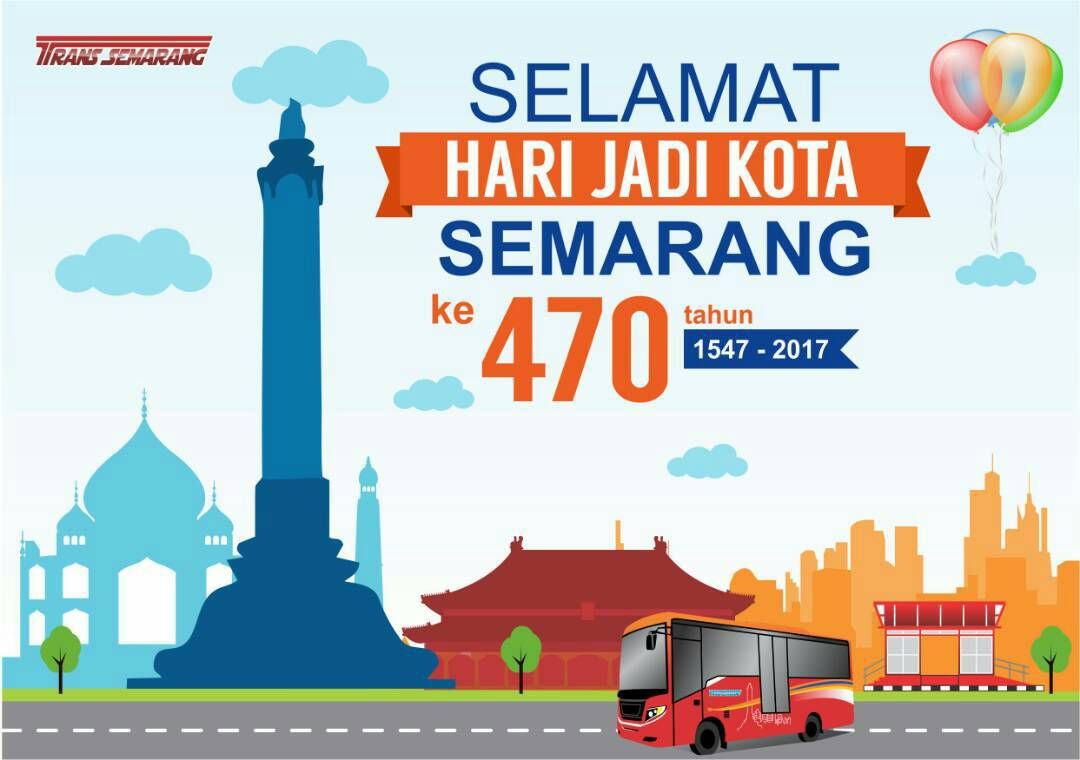 TRANS SEMARANG
SELAMAT
HARI JADI KOTA
SEMARANG
ke 470 tahun
1547 - 2017